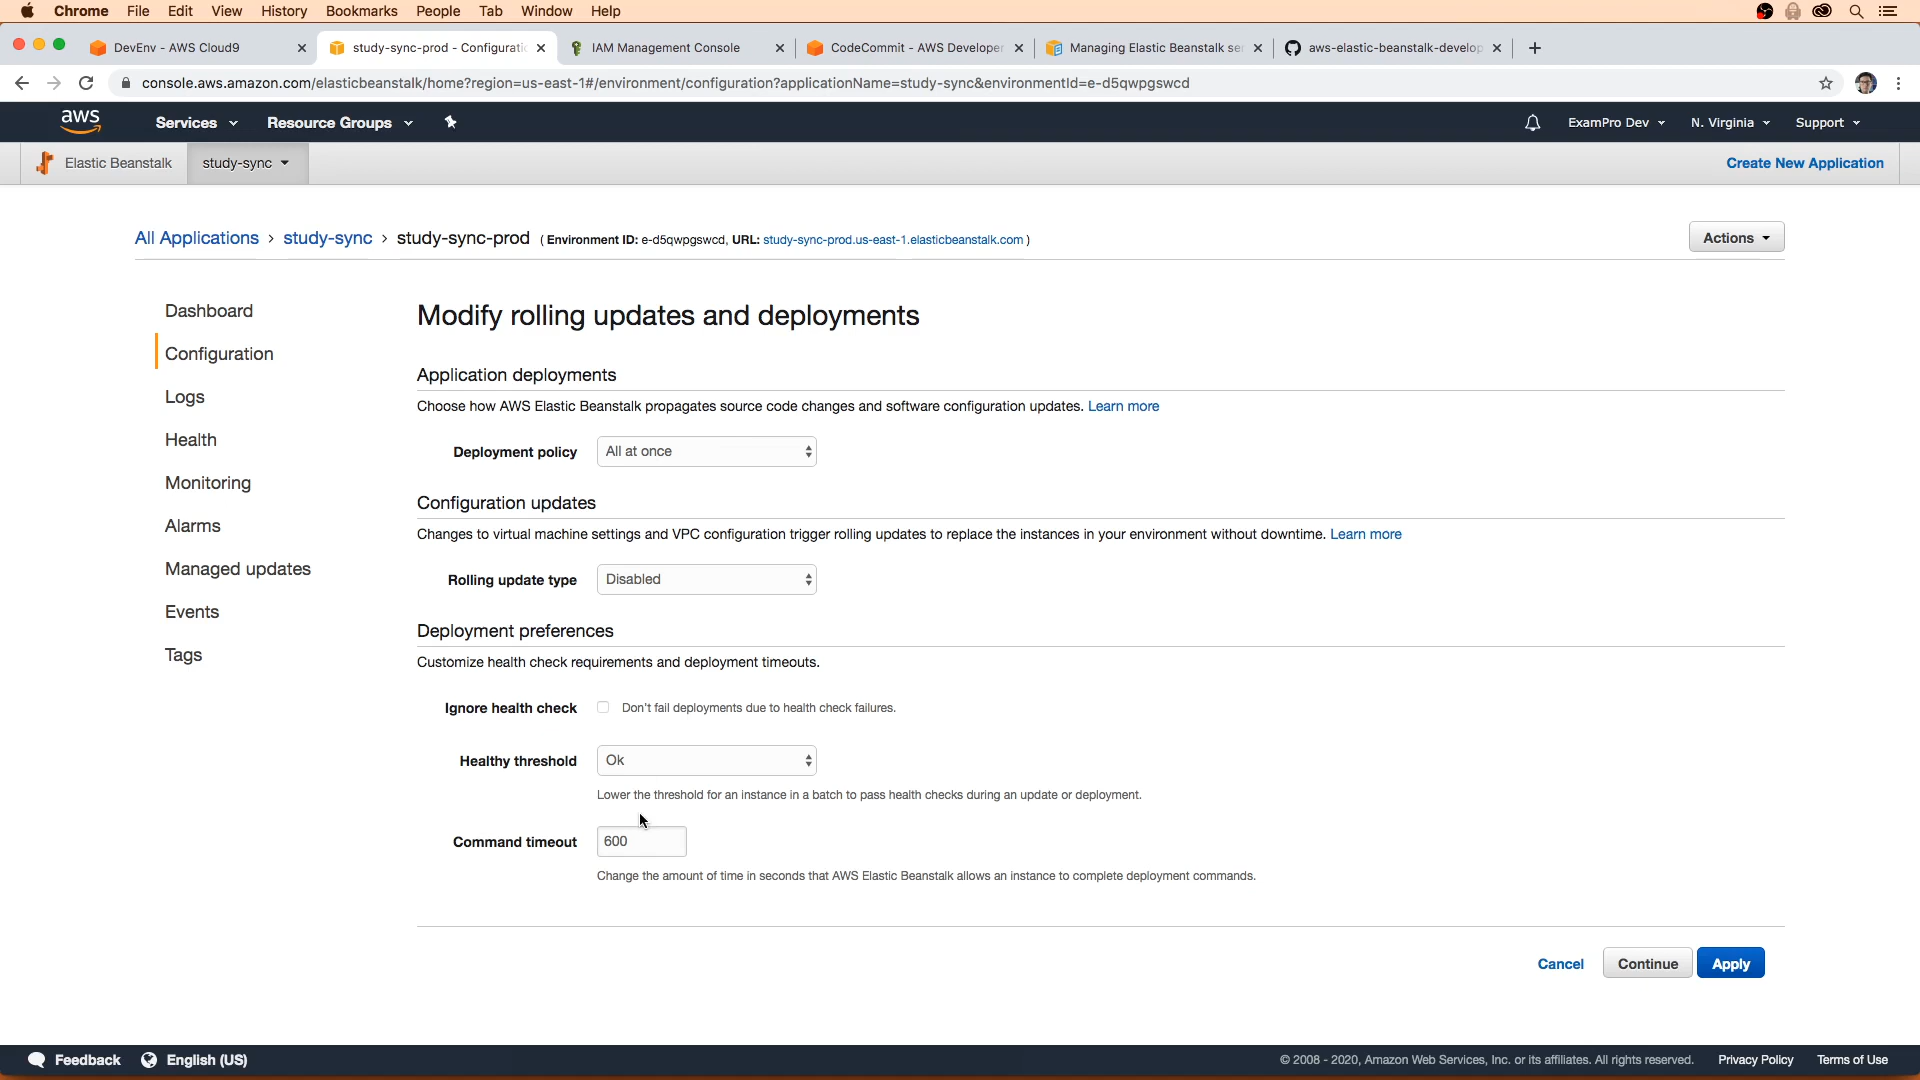 Chrome File Edit View History Bookmarks People Tab Window Help
DevEnv - AWS Cloud9
study-sync-prod - Configurati
IAM Management Console
CodeCommit - AWS Developer
Managing Elastic Beanstalk se
aws-elastic-beanstalk-develop
console.aws.amazon.com/elasticbeanstalk/home?region=us-east-1#/environment/configuration?applicationName=study-sync&environmentId=e-d5qwpgswcd
aws Services Resource Groups ExamPro Dev N. Virginia Support
Elastic Beanstalk study-sync Create New Application
All Applications > study-sync > study-sync-prod ( Environment ID: e-d5qwpgswcd, URL: study-sync-prod.us-east-1.elasticbeanstalk.com )
Actions
Dashboard
Configuration
Logs
Health
Monitoring
Alarms
Managed updates
Events
Tags
Modify rolling updates and deployments
Application deployments
Choose how AWS Elastic Beanstalk propagates source code changes and software configuration updates. Learn more
Deployment policy All at once
Configuration updates
Changes to virtual machine settings and VPC configuration trigger rolling updates to replace the instances in your environment without downtime. Learn more
Rolling update type Disabled
Deployment preferences
Customize health check requirements and deployment timeouts.
Ignore health check Don't fail deployments due to health check failures.
Healthy threshold Ok
Lower the threshold for an instance in a batch to pass health checks during an update or deployment.
Command timeout 600
Change the amount of time in seconds that AWS Elastic Beanstalk allows an instance to complete deployment commands.
Cancel Continue Apply
Feedback English (US) © 2008 - 2020, Amazon Web Services, Inc. or its affiliates. All rights reserved. Privacy Policy Terms of Use